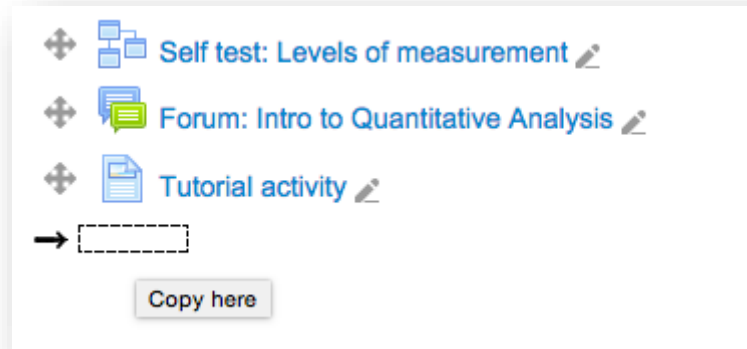 Self test: Levels of measurement
Forum: Intro to Quantitative Analysis
Tutorial activity
Copy here